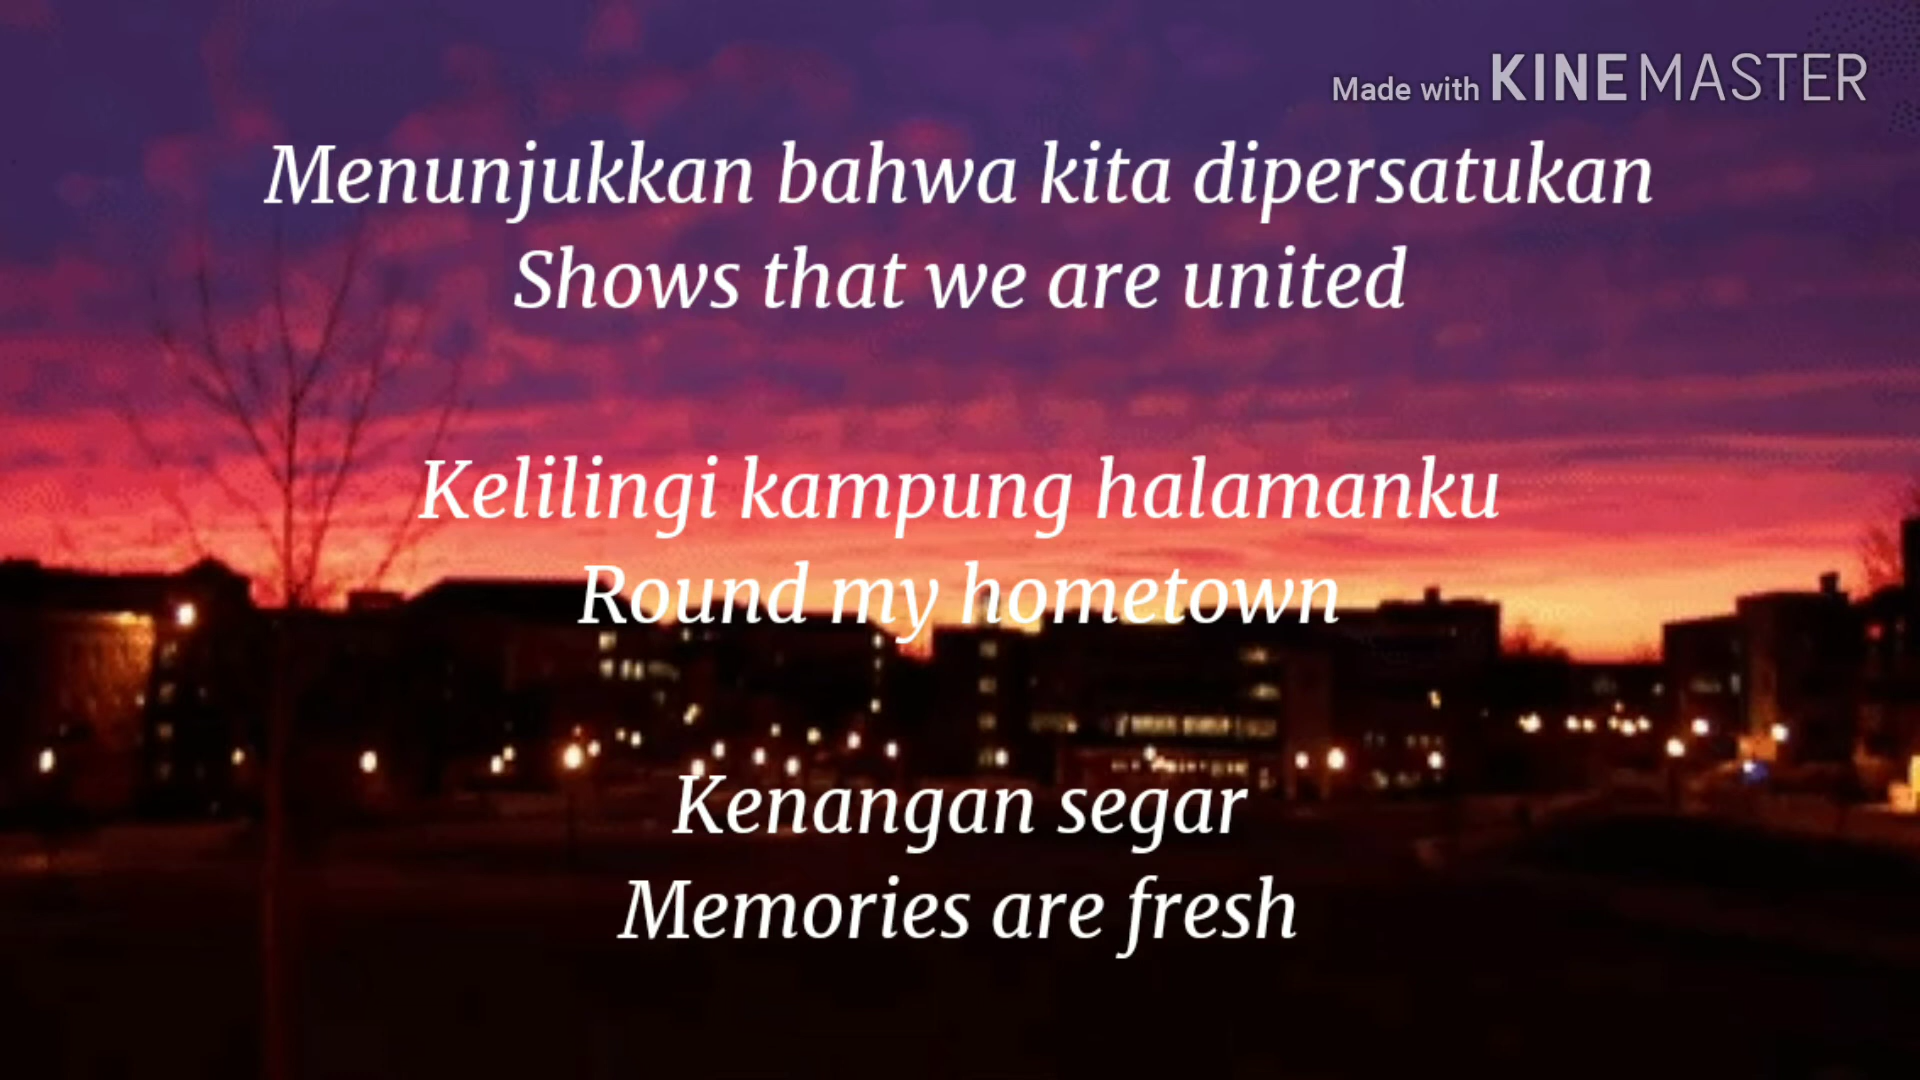 Made with KINEMASTER
Menunjukkan bahwa kita dipersatukan
Shows that we are united
Kelilingi kampung halamanku
Round my hometown
Kenangan segar
Memories are fresh